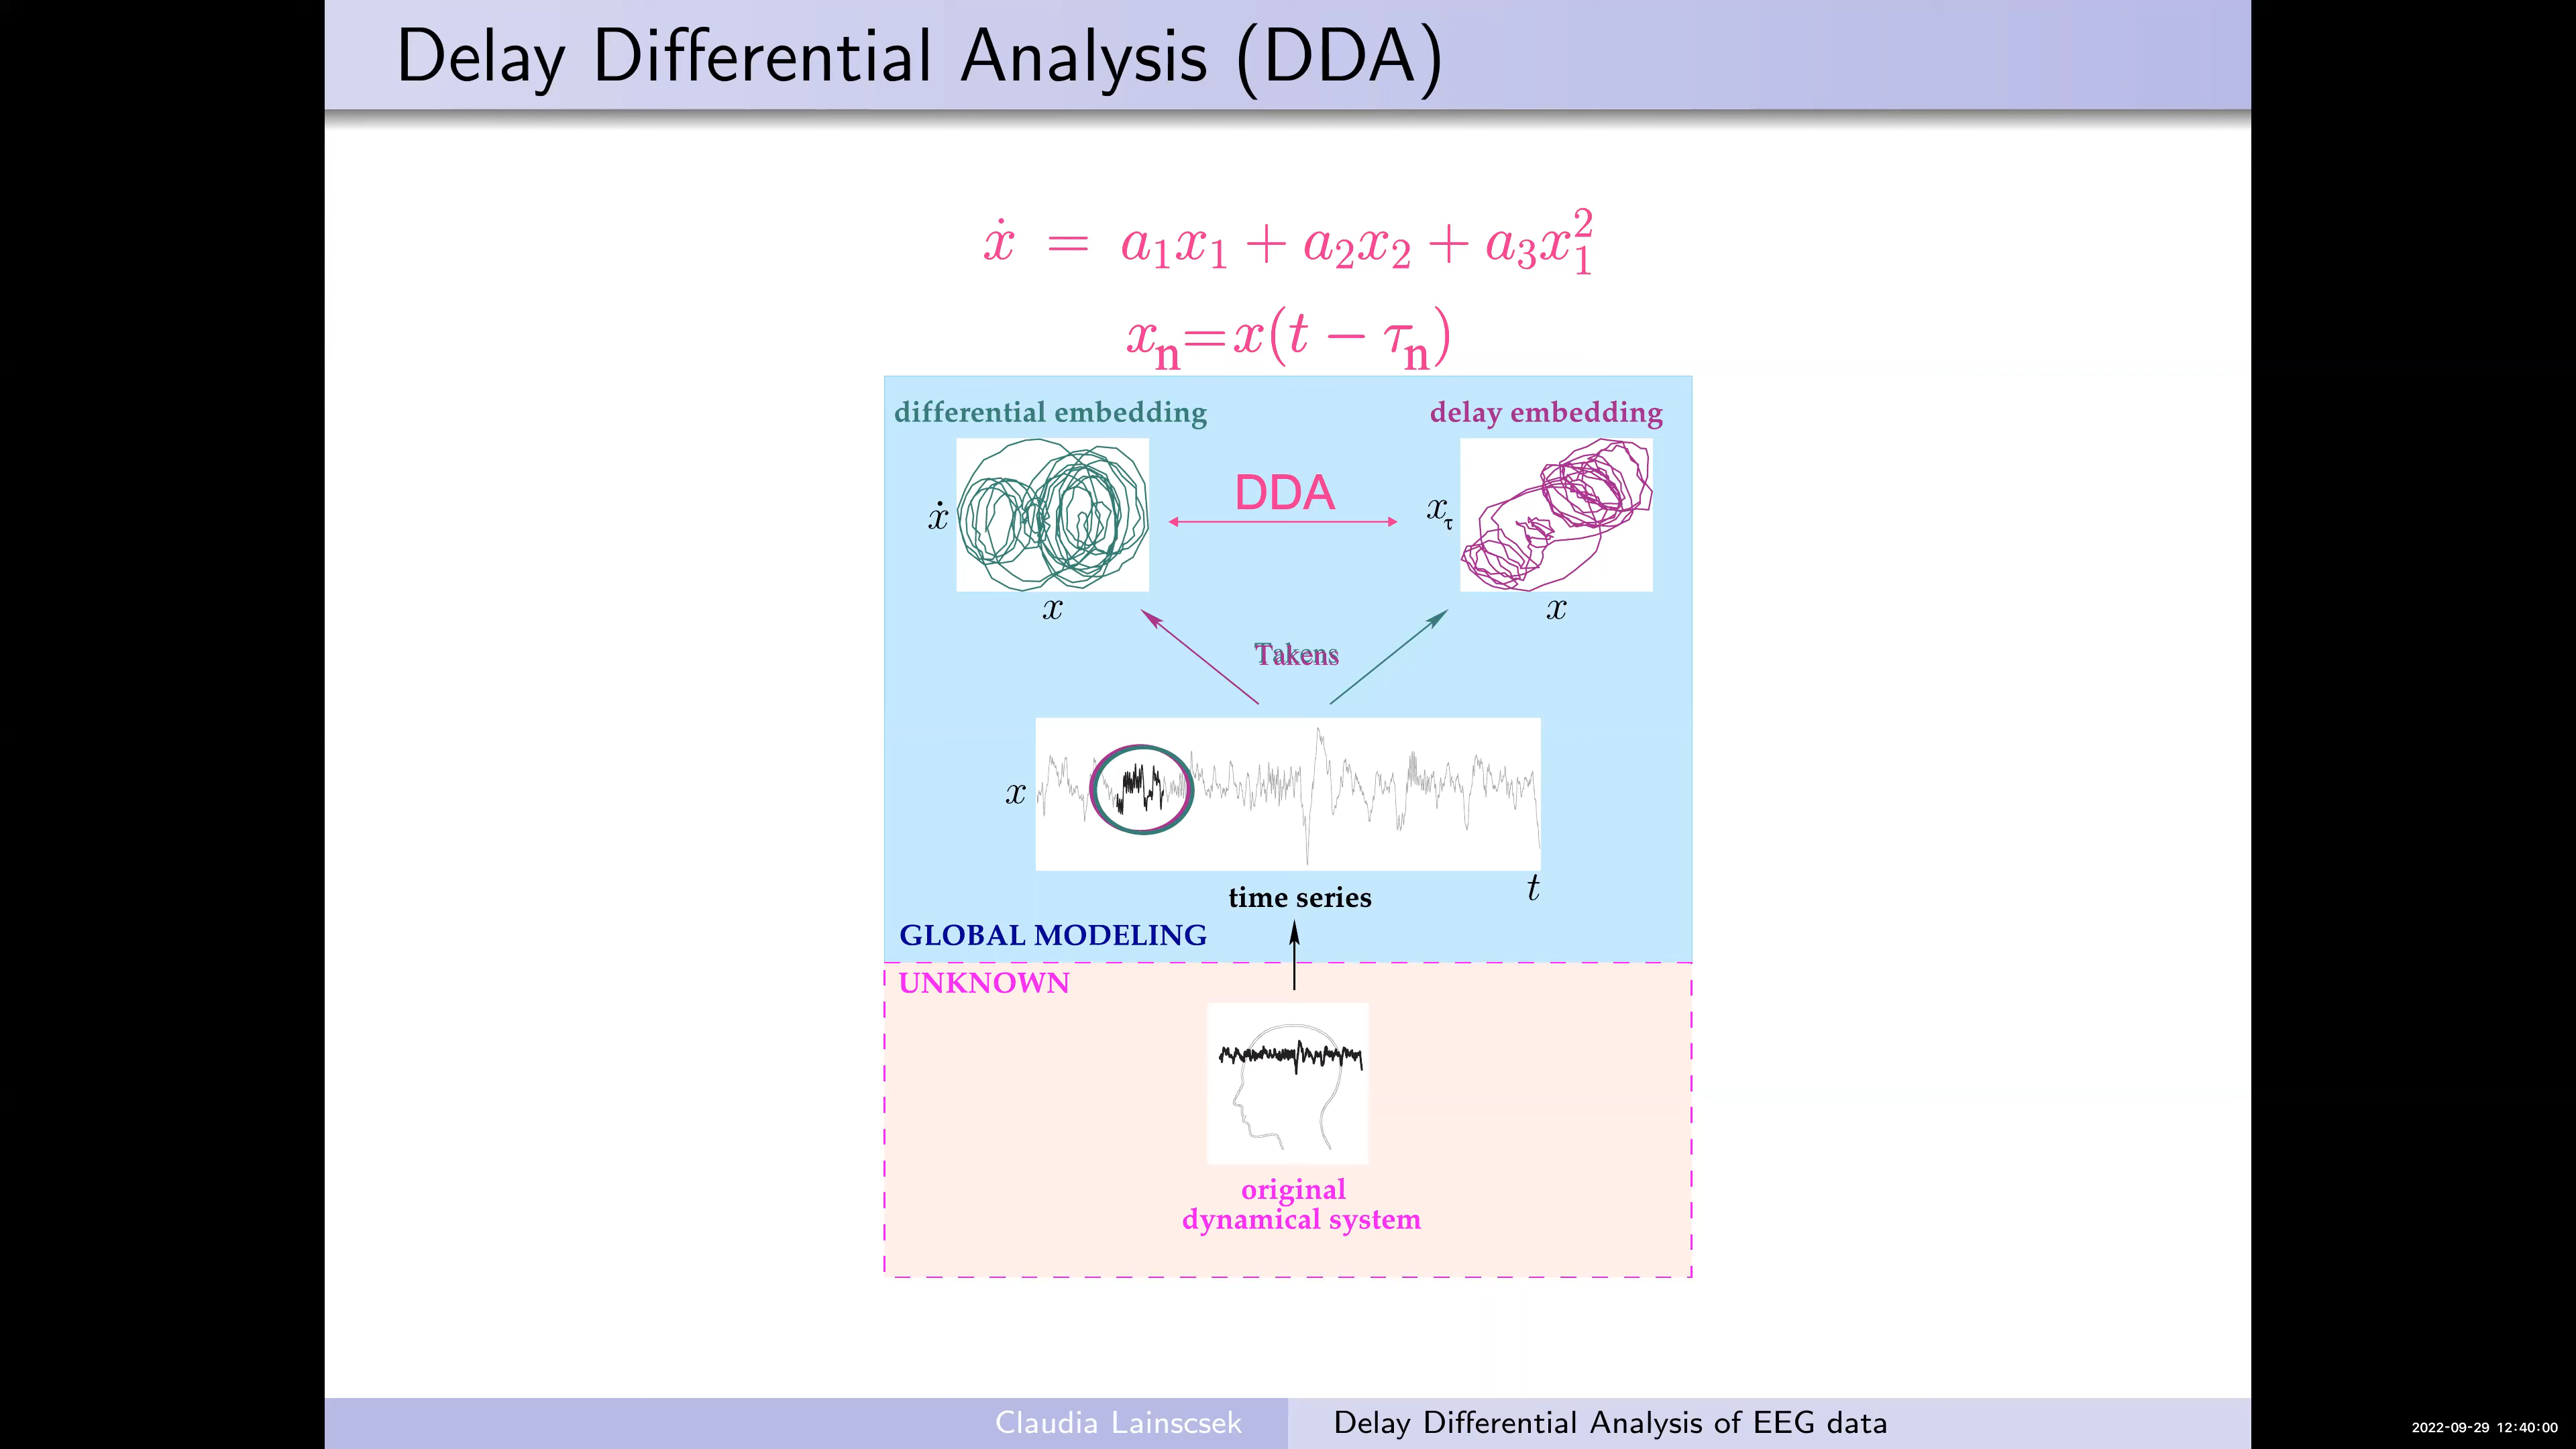 Delay Differential Analysis (DDA)
ẋ = a₁x₁ + a₂x₂ + a₃x₁²
xₙ=x(t − τₙ)
differential embedding
delay embedding
DDA
ẋ
x_τ
x
x
Takens
x
t
time series
GLOBAL MODELING
UNKNOWN
original
dynamical system
Claudia Lainscsek
Delay Differential Analysis of EEG data
2022-09-29 12:40:00